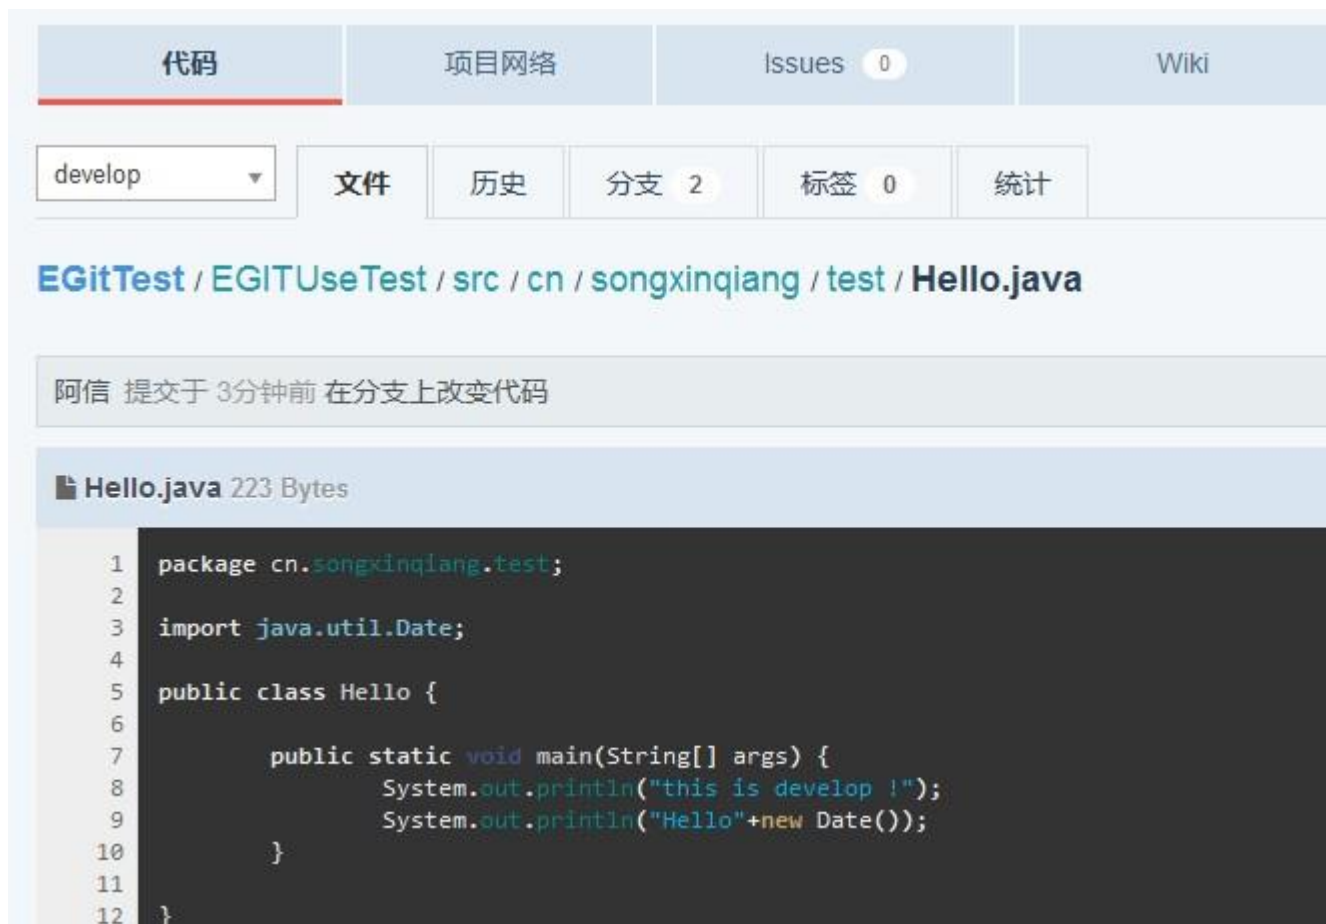 代码 项目网络 Issues 0 Wiki
develop 文件 历史 分支 2 标签 0 统计
EGitTest / EGITUseTest / src / cn / songxinqiang / test / Hello.java
阿信 提交于 3分钟前 在分支上改变代码
Hello.java 223 Bytes
1 package cn.songxinqiang.test;
2
3 import java.util.Date;
4
5 public class Hello {
6
7 public static void main(String[] args) {
8 System.out.println("this is develop !");
9 System.out.println("Hello"+new Date());
10 }
11
12 }